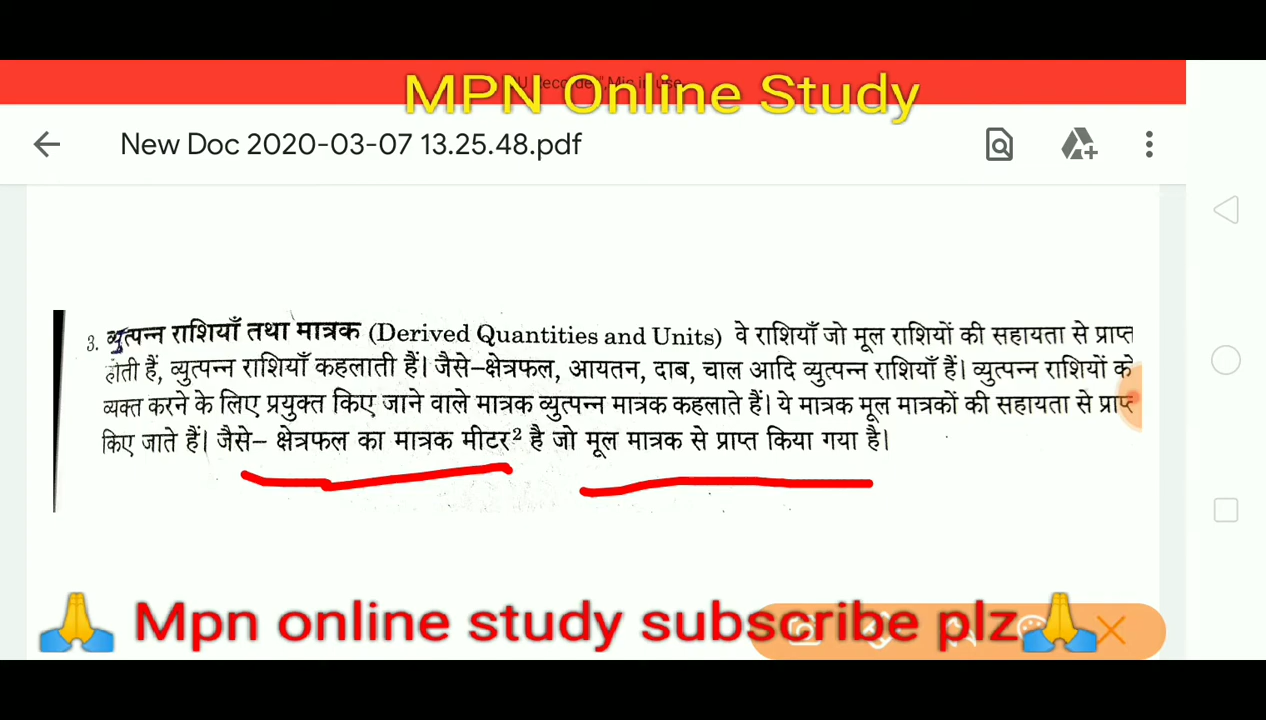 MPN Online Study
New Doc 2020-03-07 13.25.48.pdf
3. व्युत्पन्न राशियाँ तथा मात्रक (Derived Quantities and Units) वे राशियाँ जो मूल राशियों की सहायता से प्राप्त
होती हैं, व्युत्पन्न राशियाँ कहलाती हैं। जैसे–क्षेत्रफल, आयतन, दाब, चाल आदि व्युत्पन्न राशियाँ हैं। व्युत्पन्न राशियों को
व्यक्त करने के लिए प्रयुक्त किए जाने वाले मात्रक व्युत्पन्न मात्रक कहलाते हैं। ये मात्रक मूल मात्रकों की सहायता से प्राप्त
किए जाते हैं। जैसे– क्षेत्रफल का मात्रक मीटर² है जो मूल मात्रक से प्राप्त किया गया है।
🙏 Mpn online study subscribe plz🙏